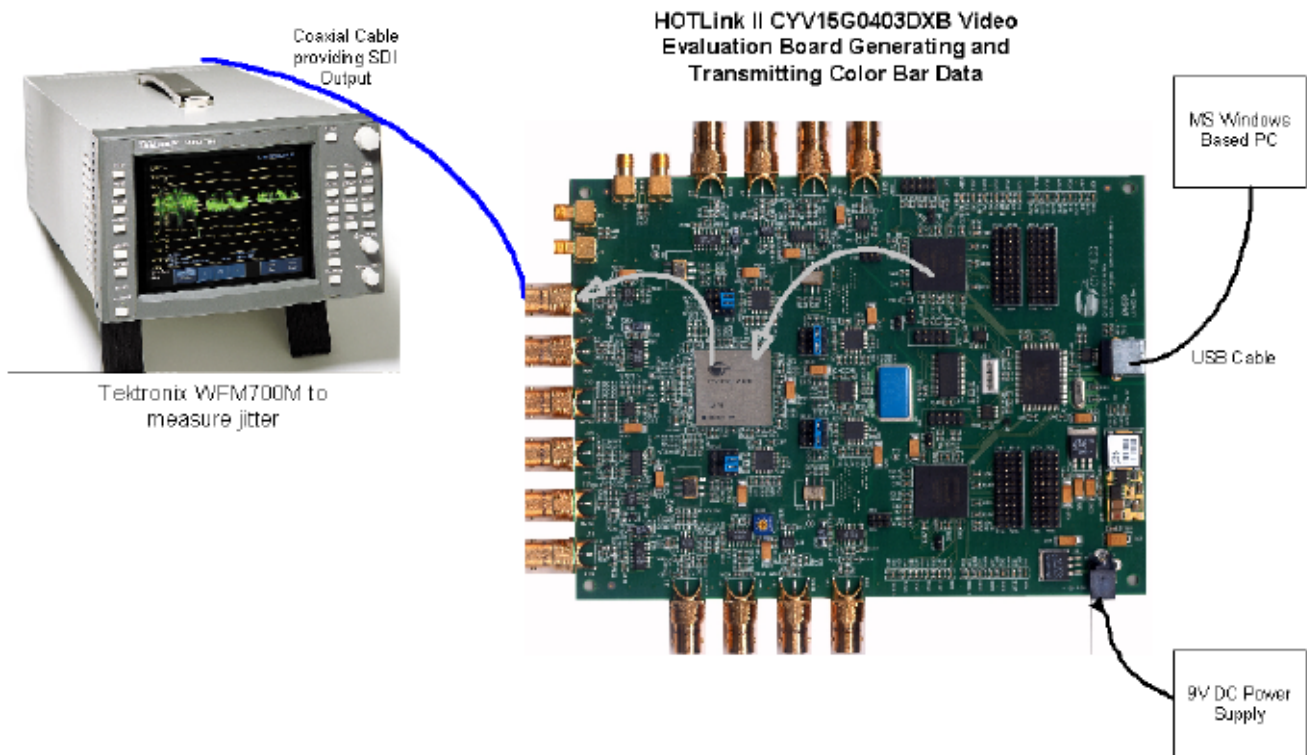 HOTLink II CYV15G0403DXB Video
Evaluation Board Generating and
Transmitting Color Bar Data
Coaxial Cable
providing SDI
Output
MS Windows
Based PC
USB Cable
Tektronix WFM700M to
measure jitter
9V DC Power
Supply